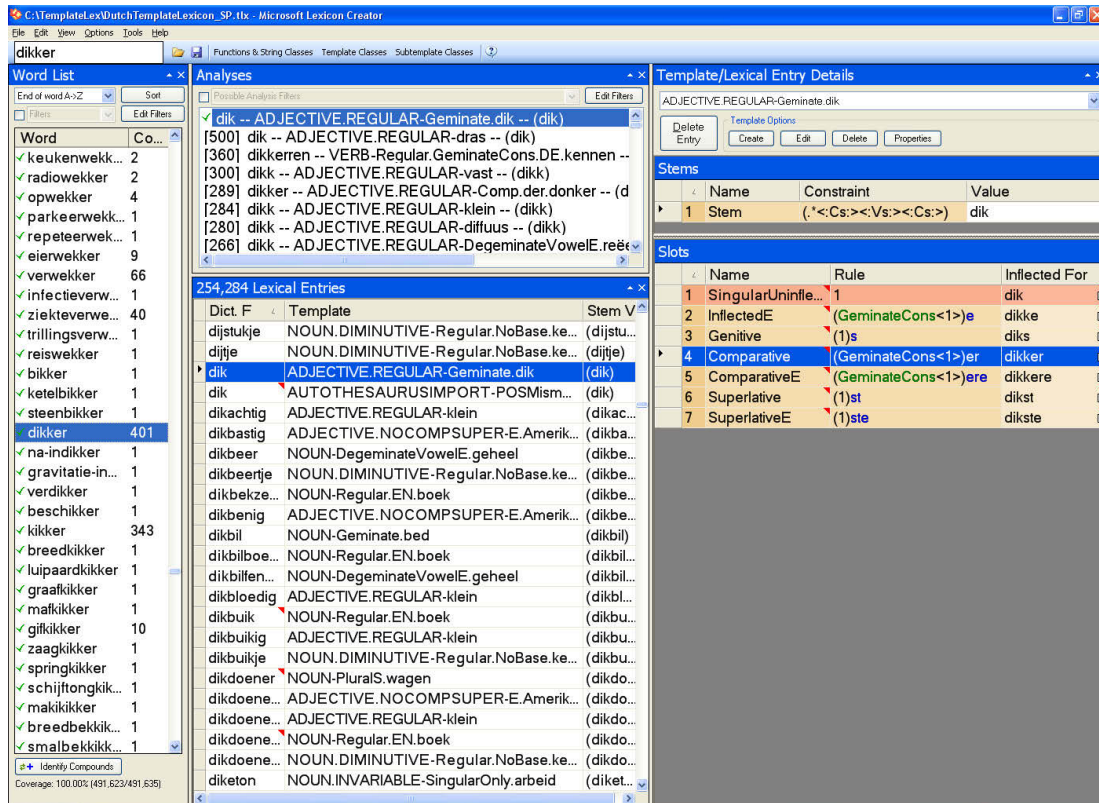 C:\TemplateLex\DutchTemplateLexicon_SP.tlx - Microsoft Lexicon Creator
File Edit View Options Tools Help
dikker
Functions & String Classes Template Classes Subtemplate Classes
Word List
End of word A->Z Sort
Filters Edit Filters
Word Co...
keukenwekk... 2
radiowekker 2
opwekker 4
parkeerwekk... 1
repeteerwek... 1
eierwekker 9
verwekker 66
infectieverw... 1
ziekteverwe... 40
trillingsverw... 1
reiswekker 1
bikker 1
ketelbikker 1
steenbikker 1
dikker 401
na-indikker 1
gravitatie-in... 1
verdikker 1
beschikker 1
kikker 343
breedkikker 1
luipaardkikker 1
graafkikker 1
mafkikker 1
gifkikker 10
zaagkikker 1
springkikker 1
schijftongkik... 1
makikikker 1
breedbekkik... 1
smalbekkikk... 1
Identify Compounds
Coverage: 100.00% (491,623/491,635)
Analyses
Possible Analysis Filters Edit Filters
dik -- ADJECTIVE.REGULAR-Geminate.dik -- (dik)
[500] dik -- ADJECTIVE.REGULAR-dras -- (dik)
[360] dikkerren -- VERB-Regular.GeminateCons.DE.kennen --
[300] dikk -- ADJECTIVE.REGULAR-vast -- (dikk)
[289] dikker -- ADJECTIVE.REGULAR-Comp.der.donker -- (d
[284] dikk -- ADJECTIVE.REGULAR-klein -- (dikk)
[280] dikk -- ADJECTIVE.REGULAR-diffuus -- (dikk)
[266] dikk -- ADJECTIVE.REGULAR-DegeminateVowelE.reëe
254,284 Lexical Entries
Dict. F Template Stem V
dijstukje NOUN.DIMINUTIVE-Regular.NoBase.ke... (dijstu...
dijtje NOUN.DIMINUTIVE-Regular.NoBase.ke... (dijtje)
dik ADJECTIVE.REGULAR-Geminate.dik (dik)
dik AUTOTHESAURUSIMPORT-POSMism... (dik)
dikachtig ADJECTIVE.REGULAR-klein (dikac...
dikbastig ADJECTIVE.NOCOMPSUPER-E.Amerik... (dikba...
dikbeer NOUN-DegeminateVowelE.geheel (dikbe...
dikbeertje NOUN.DIMINUTIVE-Regular.NoBase.ke... (dikbe...
dikbekze... NOUN-Regular.EN.boek (dikbe...
dikbenig ADJECTIVE.NOCOMPSUPER-E.Amerik... (dikbe...
dikbil NOUN-Geminate.bed (dikbil)
dikbilboe... NOUN-Regular.EN.boek (dikbil...
dikbilfen... NOUN-DegeminateVowelE.geheel (dikbil...
dikbloedig ADJECTIVE.REGULAR-klein (dikbl...
dikbuik NOUN-Regular.EN.boek (dikbu...
dikbuikig ADJECTIVE.REGULAR-klein (dikbu...
dikbuikje NOUN.DIMINUTIVE-Regular.NoBase.ke... (dikbu...
dikdoener NOUN-PluralS.wagen (dikdo...
dikdoene... ADJECTIVE.NOCOMPSUPER-E.Amerik... (dikdo...
dikdoene... ADJECTIVE.REGULAR-klein (dikdo...
dikdoene... NOUN-Regular.EN.boek (dikdo...
dikdoene... NOUN.DIMINUTIVE-Regular.NoBase.ke... (dikdo...
diketon NOUN.INVARIABLE-SingularOnly.arbeid (diket...
Template/Lexical Entry Details
ADJECTIVE.REGULAR-Geminate.dik
Delete Entry
Template Options
Create Edit Delete Properties
Stems
Name Constraint Value
1 Stem (.*<:Cs:><:Vs:><:Cs:>) dik
Slots
Name Rule Inflected For
1 SingularUninfle... 1 dik
2 InflectedE (GeminateCons<1>)e dikke
3 Genitive (1)s diks
4 Comparative (GeminateCons<1>)er dikker
5 ComparativeE (GeminateCons<1>)ere dikkere
6 Superlative (1)st dikst
7 SuperlativeE (1)ste dikste